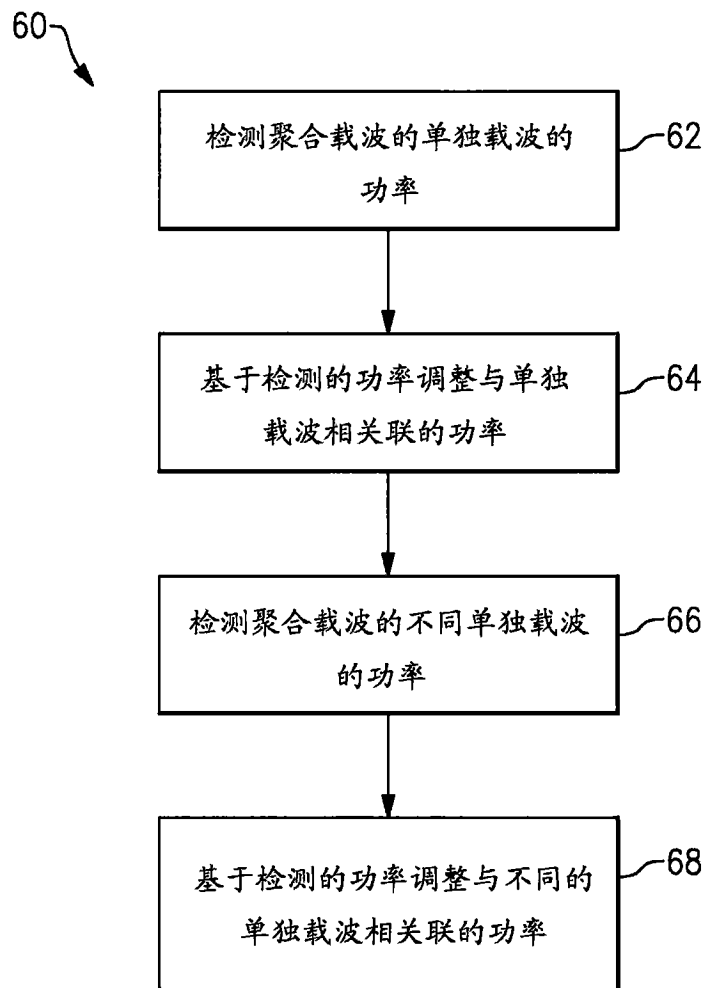 60
检测聚合载波的单独载波的
功率
62
基于检测的功率调整与单独
载波相关联的功率
64
检测聚合载波的不同单独载波
的功率
66
基于检测的功率调整与不同的
单独载波相关联的功率
68